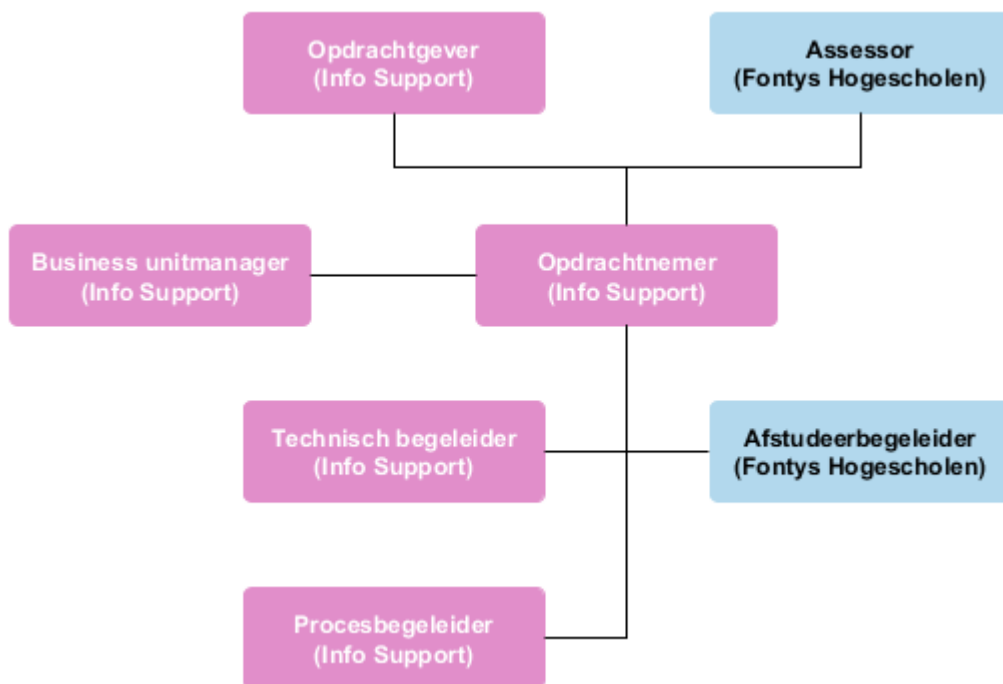 Opdrachtgever
(Info Support)
Assessor
(Fontys Hogescholen)
Business unitmanager
(Info Support)
Opdrachtnemer
(Info Support)
Technisch begeleider
(Info Support)
Afstudeerbegeleider
(Fontys Hogescholen)
Procesbegeleider
(Info Support)